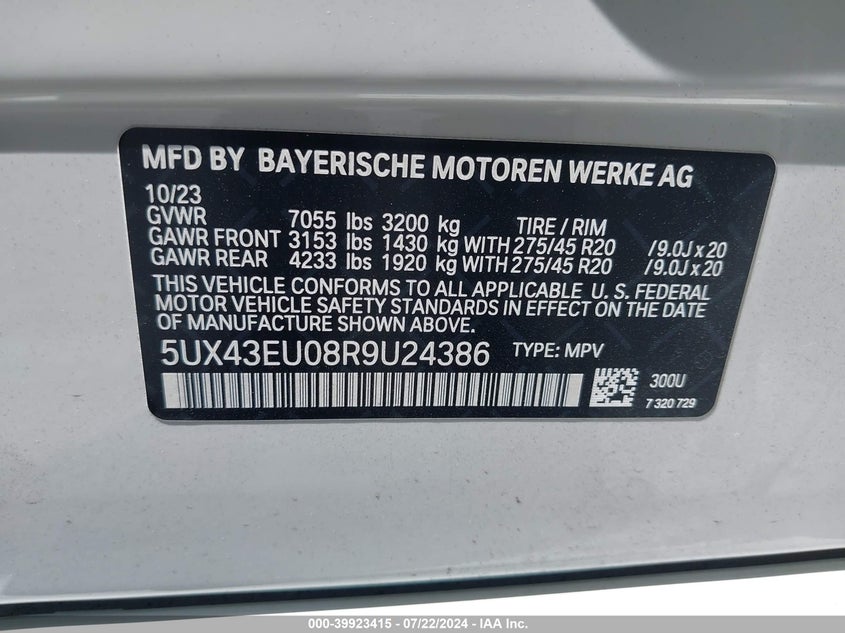 MFD BY BAYERISCHE MOTOREN WERKE AG
10/23
GVWR 7055 lbs 3200 kg TIRE / RIM
GAWR FRONT 3153 lbs 1430 kg WITH 275/45 R20 /9.0J x 20
GAWR REAR 4233 lbs 1920 kg WITH 275/45 R20 /9.0J x 20
THIS VEHICLE CONFORMS TO ALL APPLICABLE U. S. FEDERAL
MOTOR VEHICLE SAFETY STANDARDS IN EFFECT ON THE DATE
OF MANUFACTURE SHOWN ABOVE.
5UX43EU08R9U24386 TYPE: MPV
300U
7 320 729
000-39923415 - 07/22/2024 - IAA Inc.